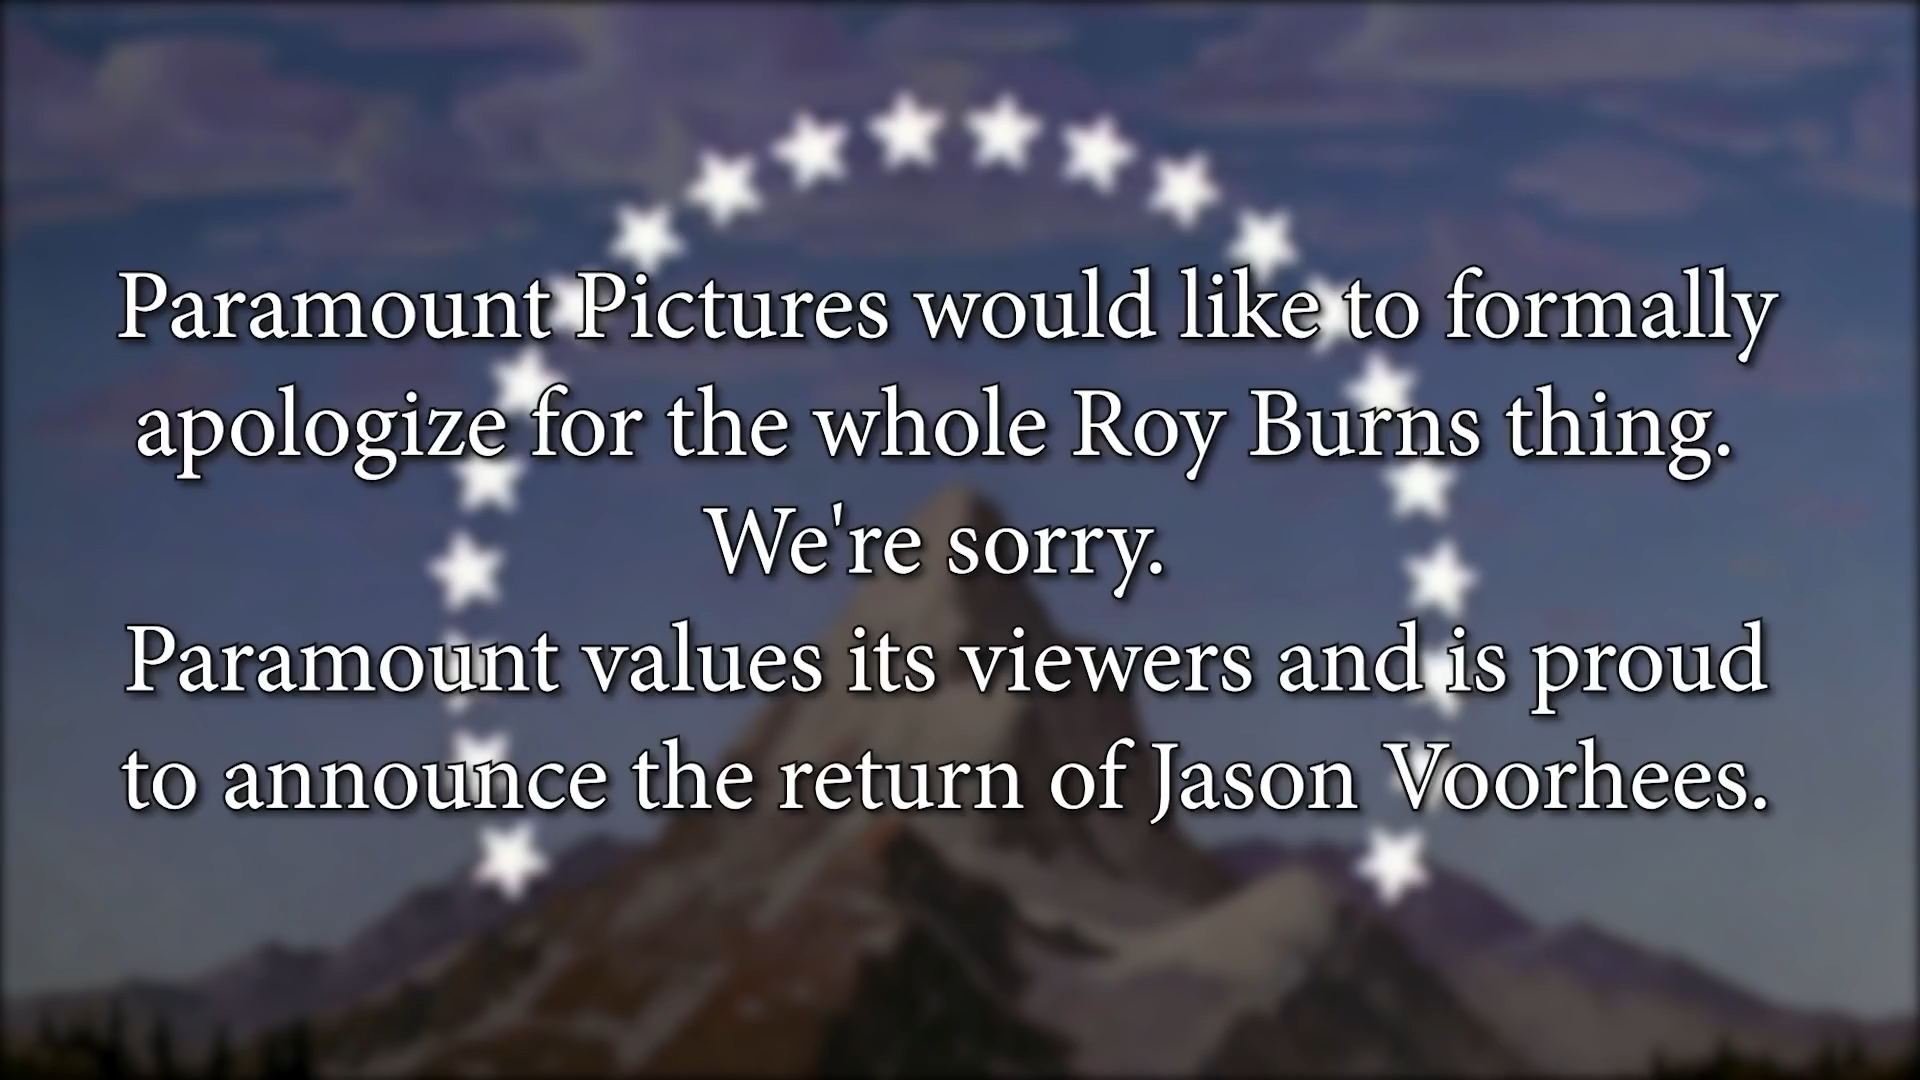 Paramount Pictures would like to formally
apologize for the whole Roy Burns thing.
We're sorry.
Paramount values its viewers and is proud
to announce the return of Jason Voorhees.